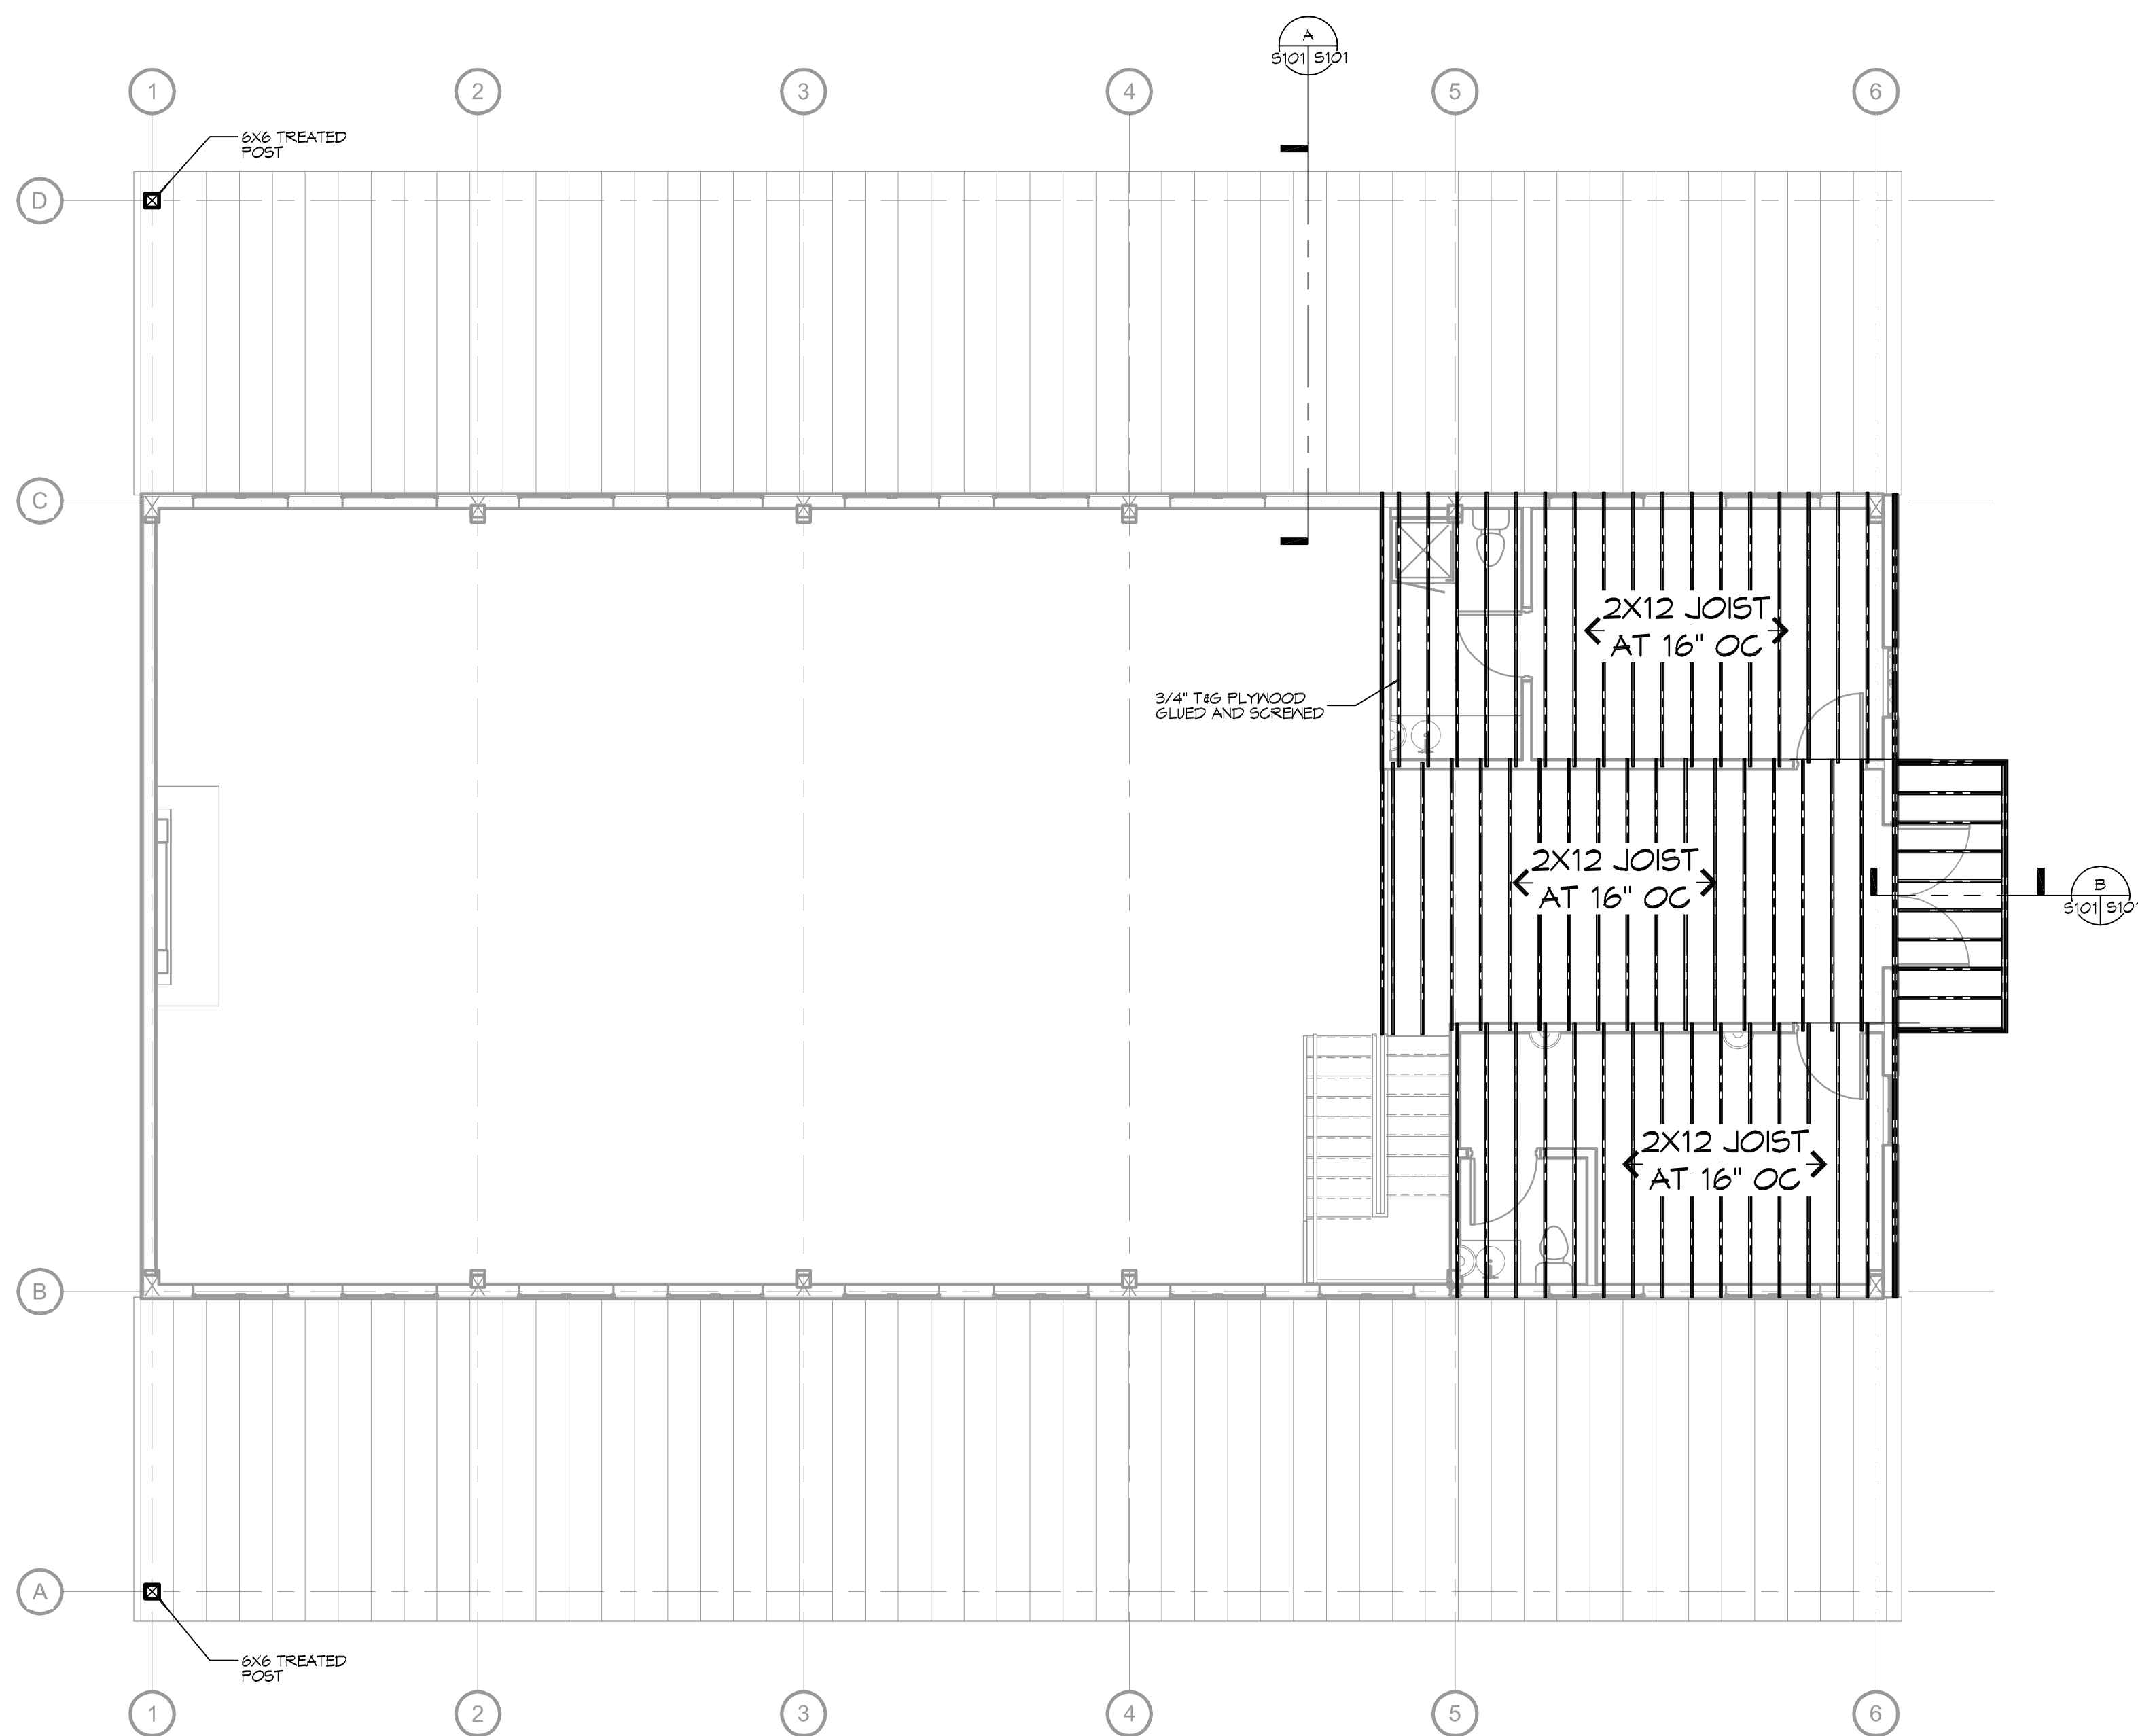 A
S101 S101
1 2 3 4 5 6
6X6 TREATED
POST
D
C
2X12 JOIST
AT 16" OC
3/4" T&G PLYWOOD
GLUED AND SCREWED
2X12 JOIST
AT 16" OC
B
S101 S101
2X12 JOIST
AT 16" OC
B
A
6X6 TREATED
POST
1 2 3 4 5 6